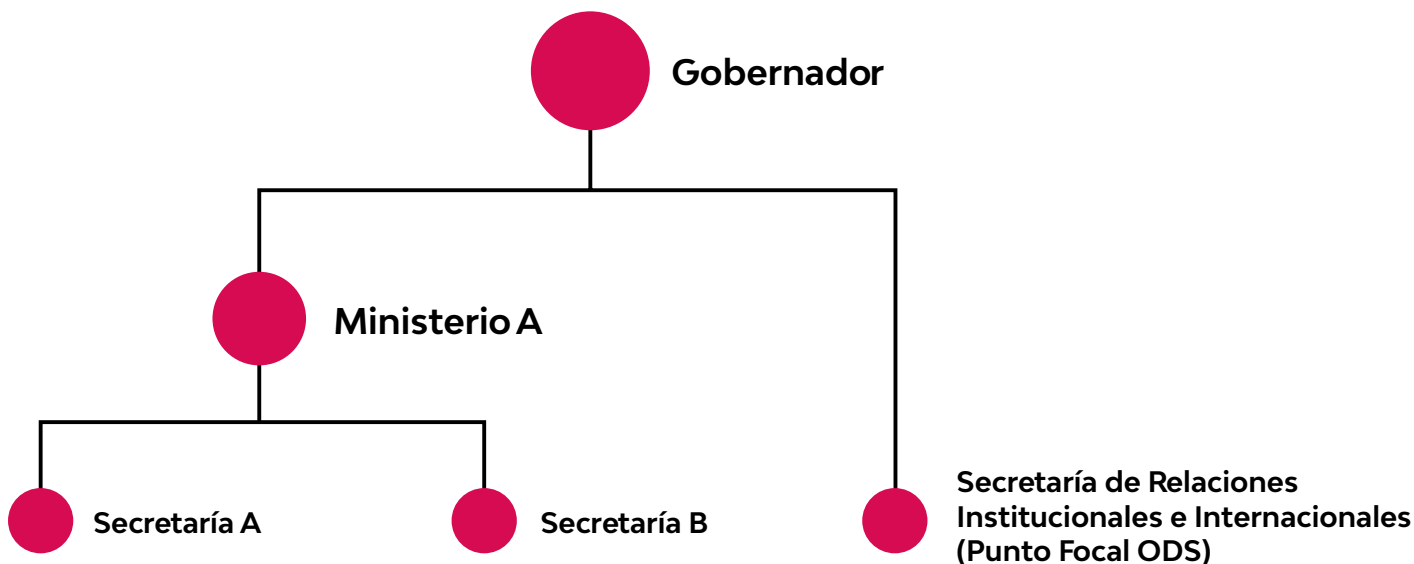 Gobernador
Ministerio A
Secretaría A
Secretaría B
Secretaría de Relaciones
Institucionales e Internacionales
(Punto Focal ODS)